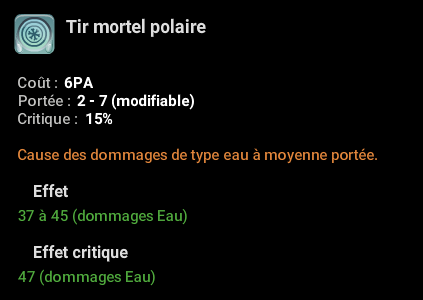 Tir mortel polaire
Coût : 6PA
Portée : 2 - 7 (modifiable)
Critique : 15%
Cause des dommages de type eau à moyenne portée.
Effet
37 à 45 (dommages Eau)
Effet critique
47 (dommages Eau)